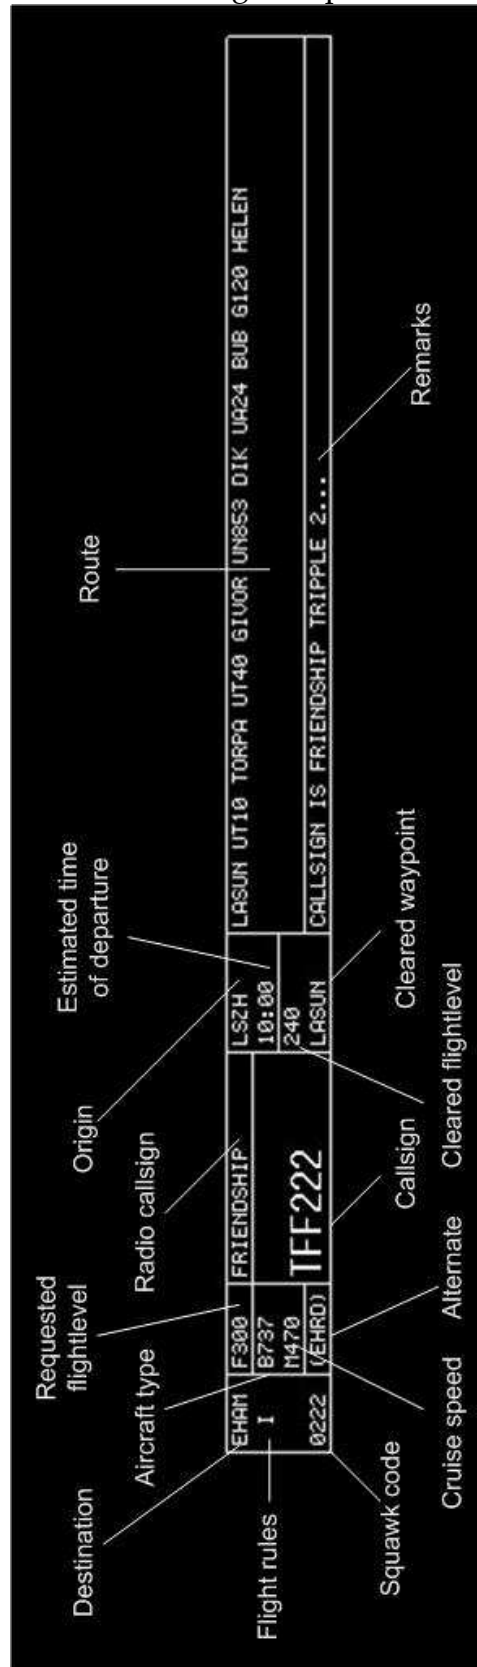 Destination
Flight rules
Squawk code
Requested
flightlevel
Aircraft type
Cruise speed
Alternate
Radio callsign
Callsign
Origin
Estimated time
of departure
Cleared flightlevel
Cleared waypoint
Route
Remarks
EHAM
I
0222
F300
B737
M470
(EHRD)
FRIENDSHIP
TFF222
LSZH
10:00
240
LASUN
LASUN UT10 TORPA UT40 GIVOR UN853 DIK UA24 BUB G120 HELEN
CALLSIGN IS FRIENDSHIP TRIPPLE 2...